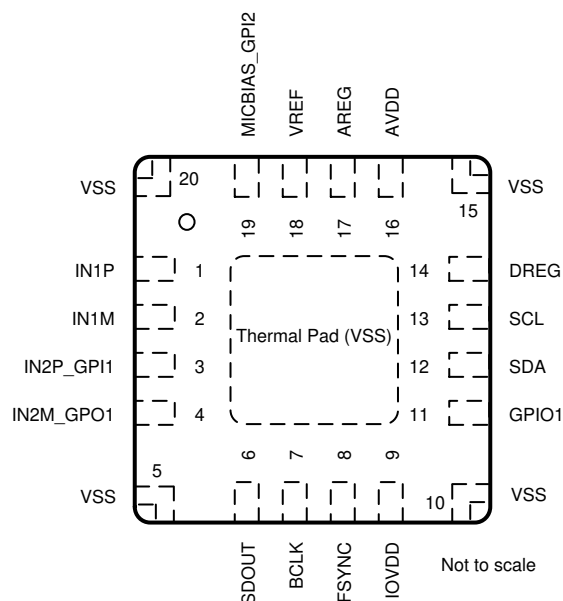 MICBIAS_GPI2
VREF
AREG
AVDD
VSS
20
19
18
17
16
15
VSS
IN1P
1
14
DREG
IN1M
2
13
SCL
Thermal Pad (VSS)
IN2P_GPI1
3
12
SDA
IN2M_GPO1
4
11
GPIO1
5
6
7
8
9
10
VSS
VSS
SDOUT
BCLK
FSYNC
IOVDD
Not to scale